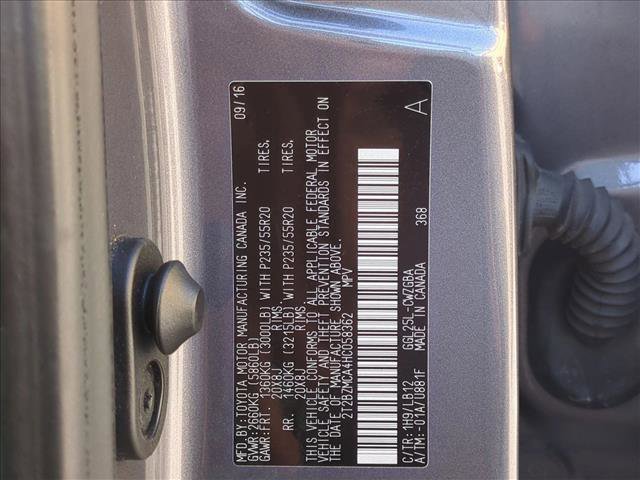 MFD.BY:TOYOTA MOTOR MANUFACTURING CANADA INC. 09/16
GVWR:2660KG (5860LB)
GAWR:FRT. 1360KG (3000LB) WITH P235/55R20 TIRES.
20X8J RIMS.
RR. 1460KG (3215LB) WITH P235/55R20 TIRES.
20X8J RIMS.
THIS VEHICLE CONFORMS TO ALL APPLICABLE FEDERAL MOTOR
VEHICLE SAFETY, AND THEFT PREVENTION STANDARDS IN EFFECT ON
THE DATE OF MANUFACTURE SHOWN ABOVE.
2T2BZMCA4HC058362 MPV
C/TR: 1H9/LB12 GGL25L-CWZGBA A
A/TM: -01A/U881F MADE IN CANADA 368